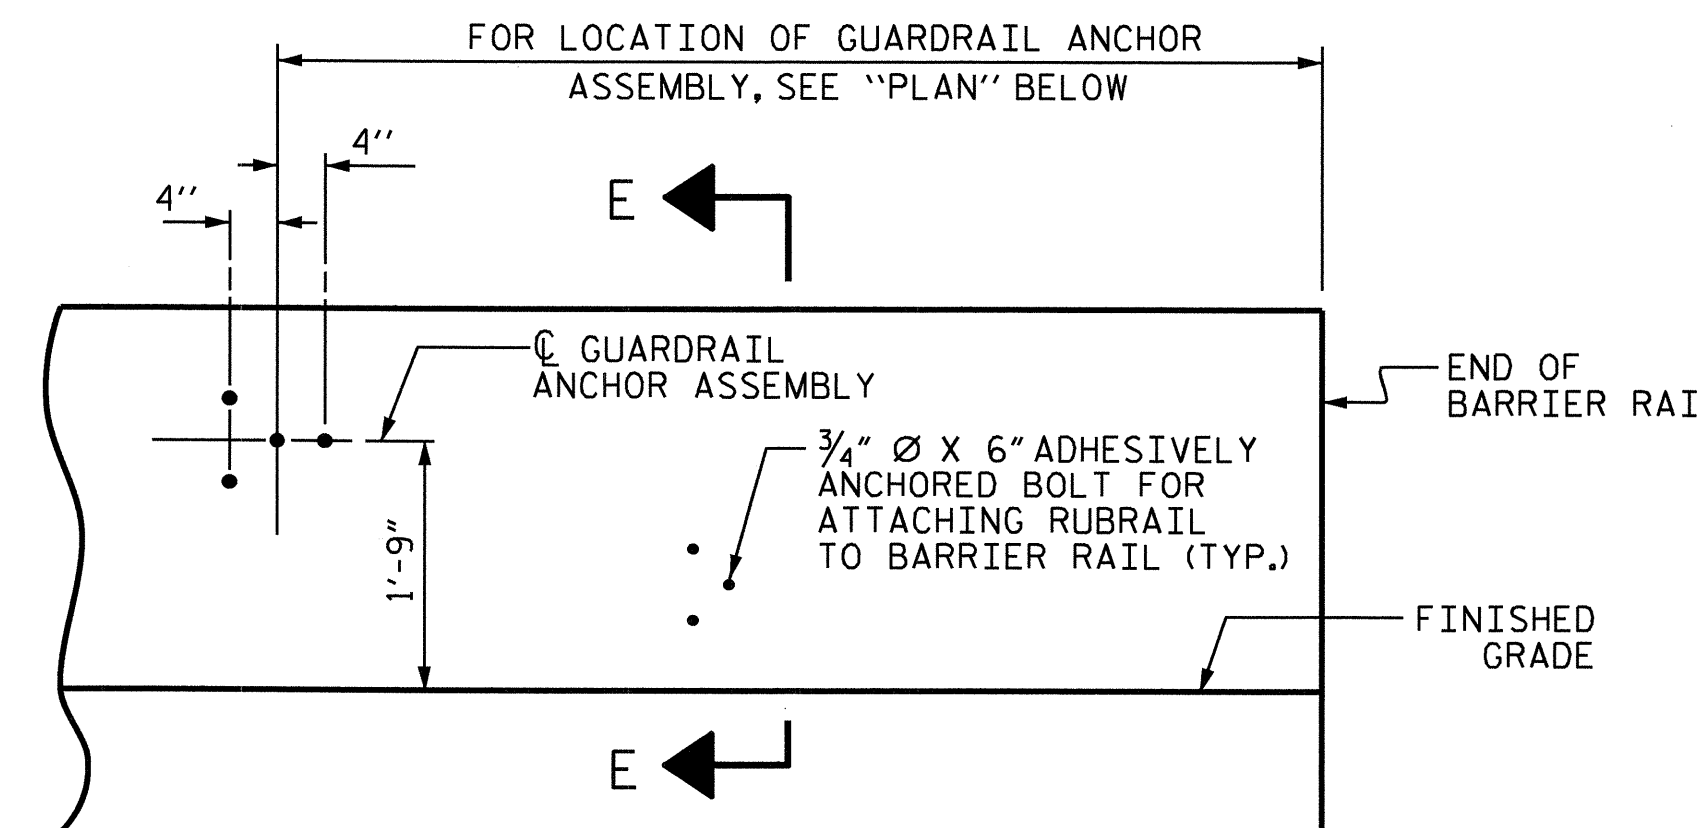 FOR LOCATION OF GUARDRAIL ANCHOR
ASSEMBLY, SEE "PLAN" BELOW
4"
4"
E
℄ GUARDRAIL
ANCHOR ASSEMBLY
END OF
BARRIER RAI
3/4" Ø X 6" ADHESIVELY
ANCHORED BOLT FOR
ATTACHING RUBRAIL
TO BARRIER RAIL (TYP.)
1'-9"
FINISHED
GRADE
E